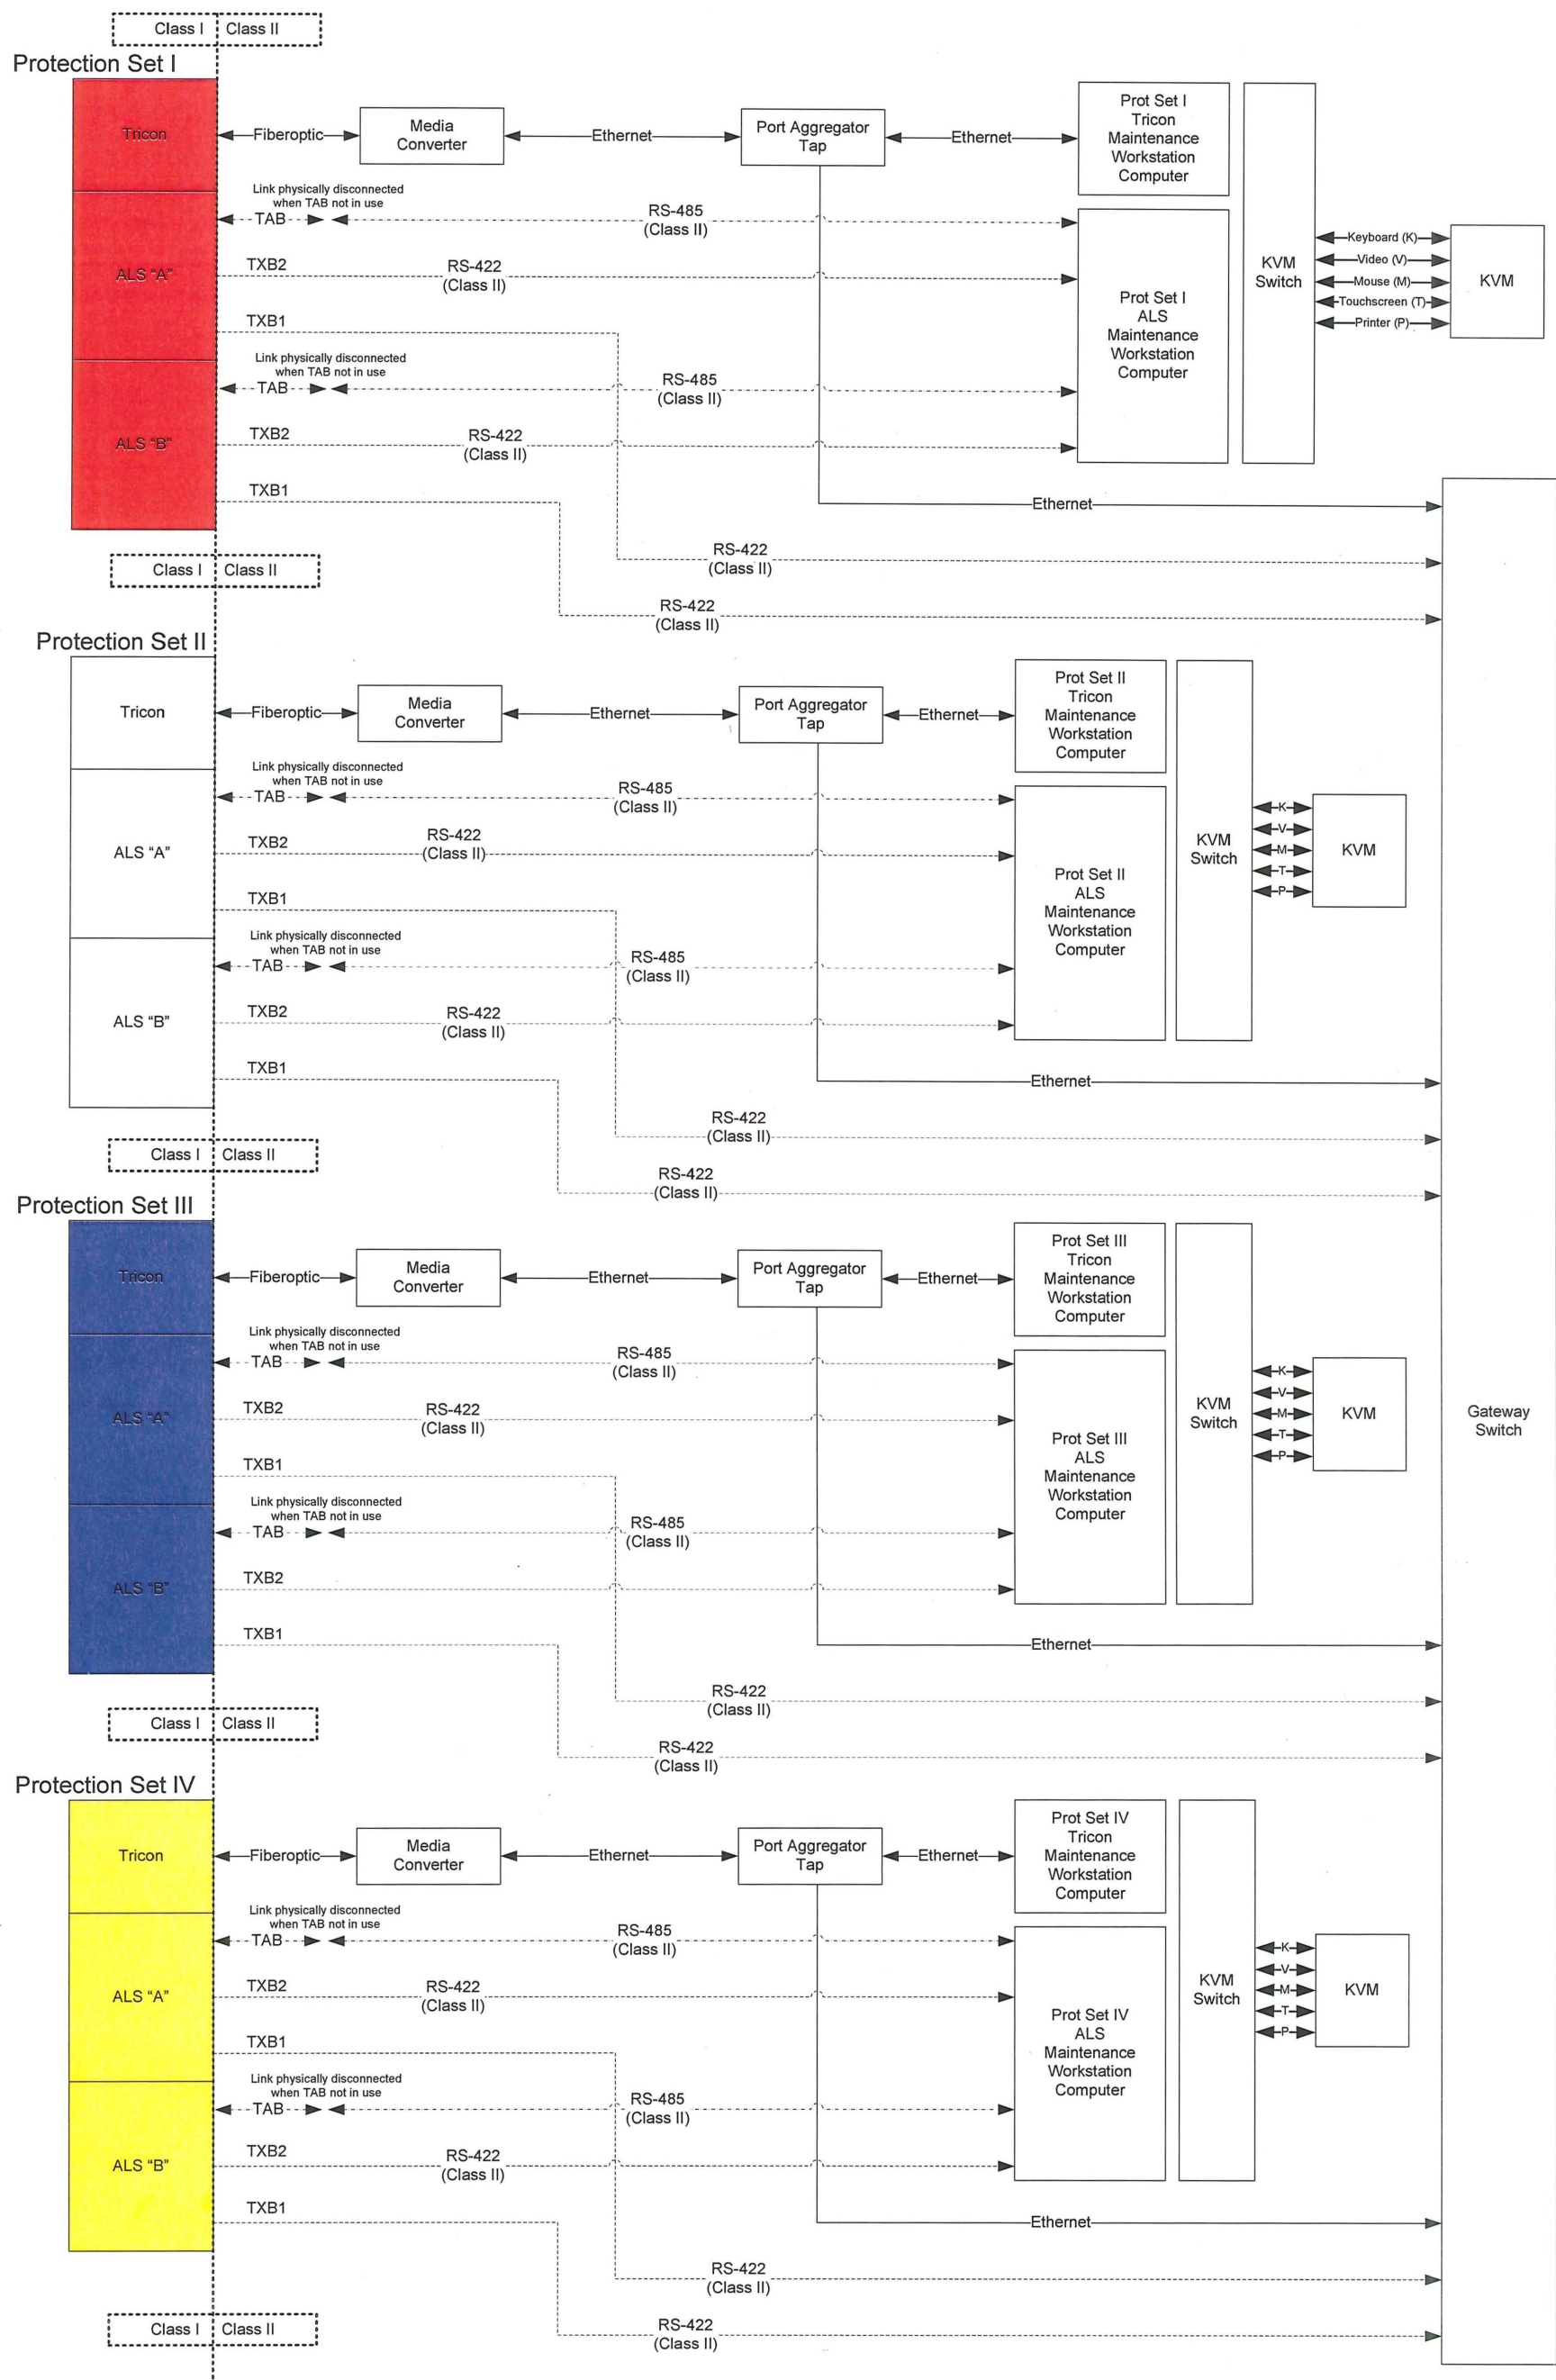 Class I Class II
Protection Set I
Tricon
Fiberoptic
Media
Converter
Ethernet
Port Aggregator
Tap
Ethernet
Prot Set I
Tricon
Maintenance
Workstation
Computer
Link physically disconnected
when TAB not in use
TAB
RS-485
(Class II)
ALS "A"
TXB2
RS-422
(Class II)
TXB1
Prot Set I
ALS
Maintenance
Workstation
Computer
KVM
Switch
Keyboard (K)
Video (V)
Mouse (M)
Touchscreen (T)
Printer (P)
KVM
Link physically disconnected
when TAB not in use
TAB
RS-485
(Class II)
ALS "B"
TXB2
RS-422
(Class II)
TXB1
Ethernet
RS-422
(Class II)
Class I Class II
RS-422
(Class II)
Protection Set II
Tricon
Fiberoptic
Media
Converter
Ethernet
Port Aggregator
Tap
Ethernet
Prot Set II
Tricon
Maintenance
Workstation
Computer
Link physically disconnected
when TAB not in use
TAB
RS-485
(Class II)
ALS "A"
TXB2
RS-422
(Class II)
TXB1
Prot Set II
ALS
Maintenance
Workstation
Computer
KVM
Switch
K
V
M
T
P
KVM
Link physically disconnected
when TAB not in use
TAB
RS-485
(Class II)
ALS "B"
TXB2
RS-422
(Class II)
TXB1
Ethernet
RS-422
(Class II)
Class I Class II
RS-422
(Class II)
Protection Set III
Tricon
Fiberoptic
Media
Converter
Ethernet
Port Aggregator
Tap
Ethernet
Prot Set III
Tricon
Maintenance
Workstation
Computer
Link physically disconnected
when TAB not in use
TAB
RS-485
(Class II)
ALS "A"
TXB2
RS-422
(Class II)
TXB1
Prot Set III
ALS
Maintenance
Workstation
Computer
KVM
Switch
K
V
M
T
P
KVM
Gateway
Switch
Link physically disconnected
when TAB not in use
TAB
RS-485
(Class II)
ALS "B"
TXB2
TXB1
Ethernet
RS-422
(Class II)
Class I Class II
RS-422
(Class II)
Protection Set IV
Tricon
Fiberoptic
Media
Converter
Ethernet
Port Aggregator
Tap
Ethernet
Prot Set IV
Tricon
Maintenance
Workstation
Computer
Link physically disconnected
when TAB not in use
TAB
RS-485
(Class II)
ALS "A"
TXB2
RS-422
(Class II)
TXB1
Prot Set IV
ALS
Maintenance
Workstation
Computer
KVM
Switch
K
V
M
T
P
KVM
Link physically disconnected
when TAB not in use
TAB
RS-485
(Class II)
ALS "B"
TXB2
RS-422
(Class II)
TXB1
Ethernet
RS-422
(Class II)
Class I Class II
RS-422
(Class II)